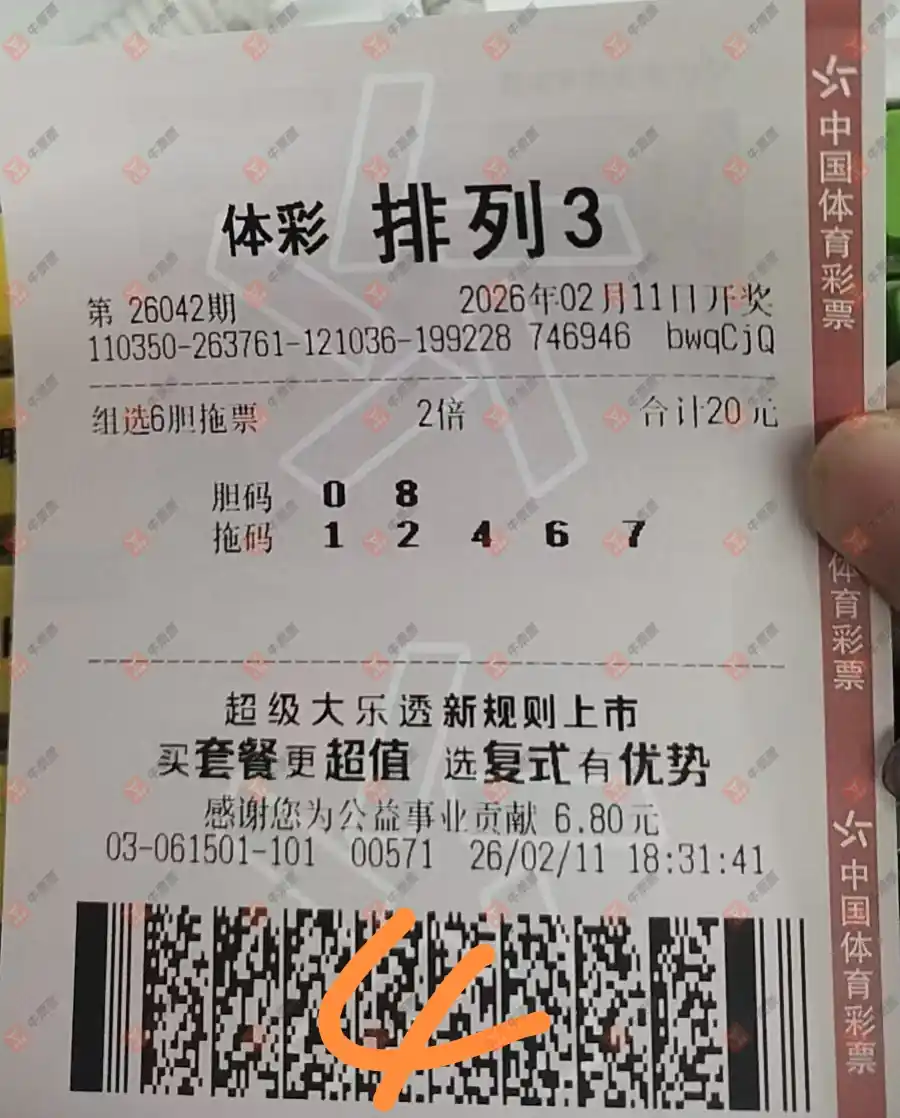 体彩 排列3
第 26042期 2026年02月11日开奖
110350-263761-121036-199228 746946 bwqCjQ
组选6胆拖票 2倍 合计20元
胆码 0 8
拖码 1 2 4 6 7
超级大乐透新规则上市
买套餐更超值 选复式有优势
感谢您为公益事业贡献 6.80元
03-061501-101 00571 26/02/11 18:31:41
中国体育彩票
体育彩票
中国体育彩票